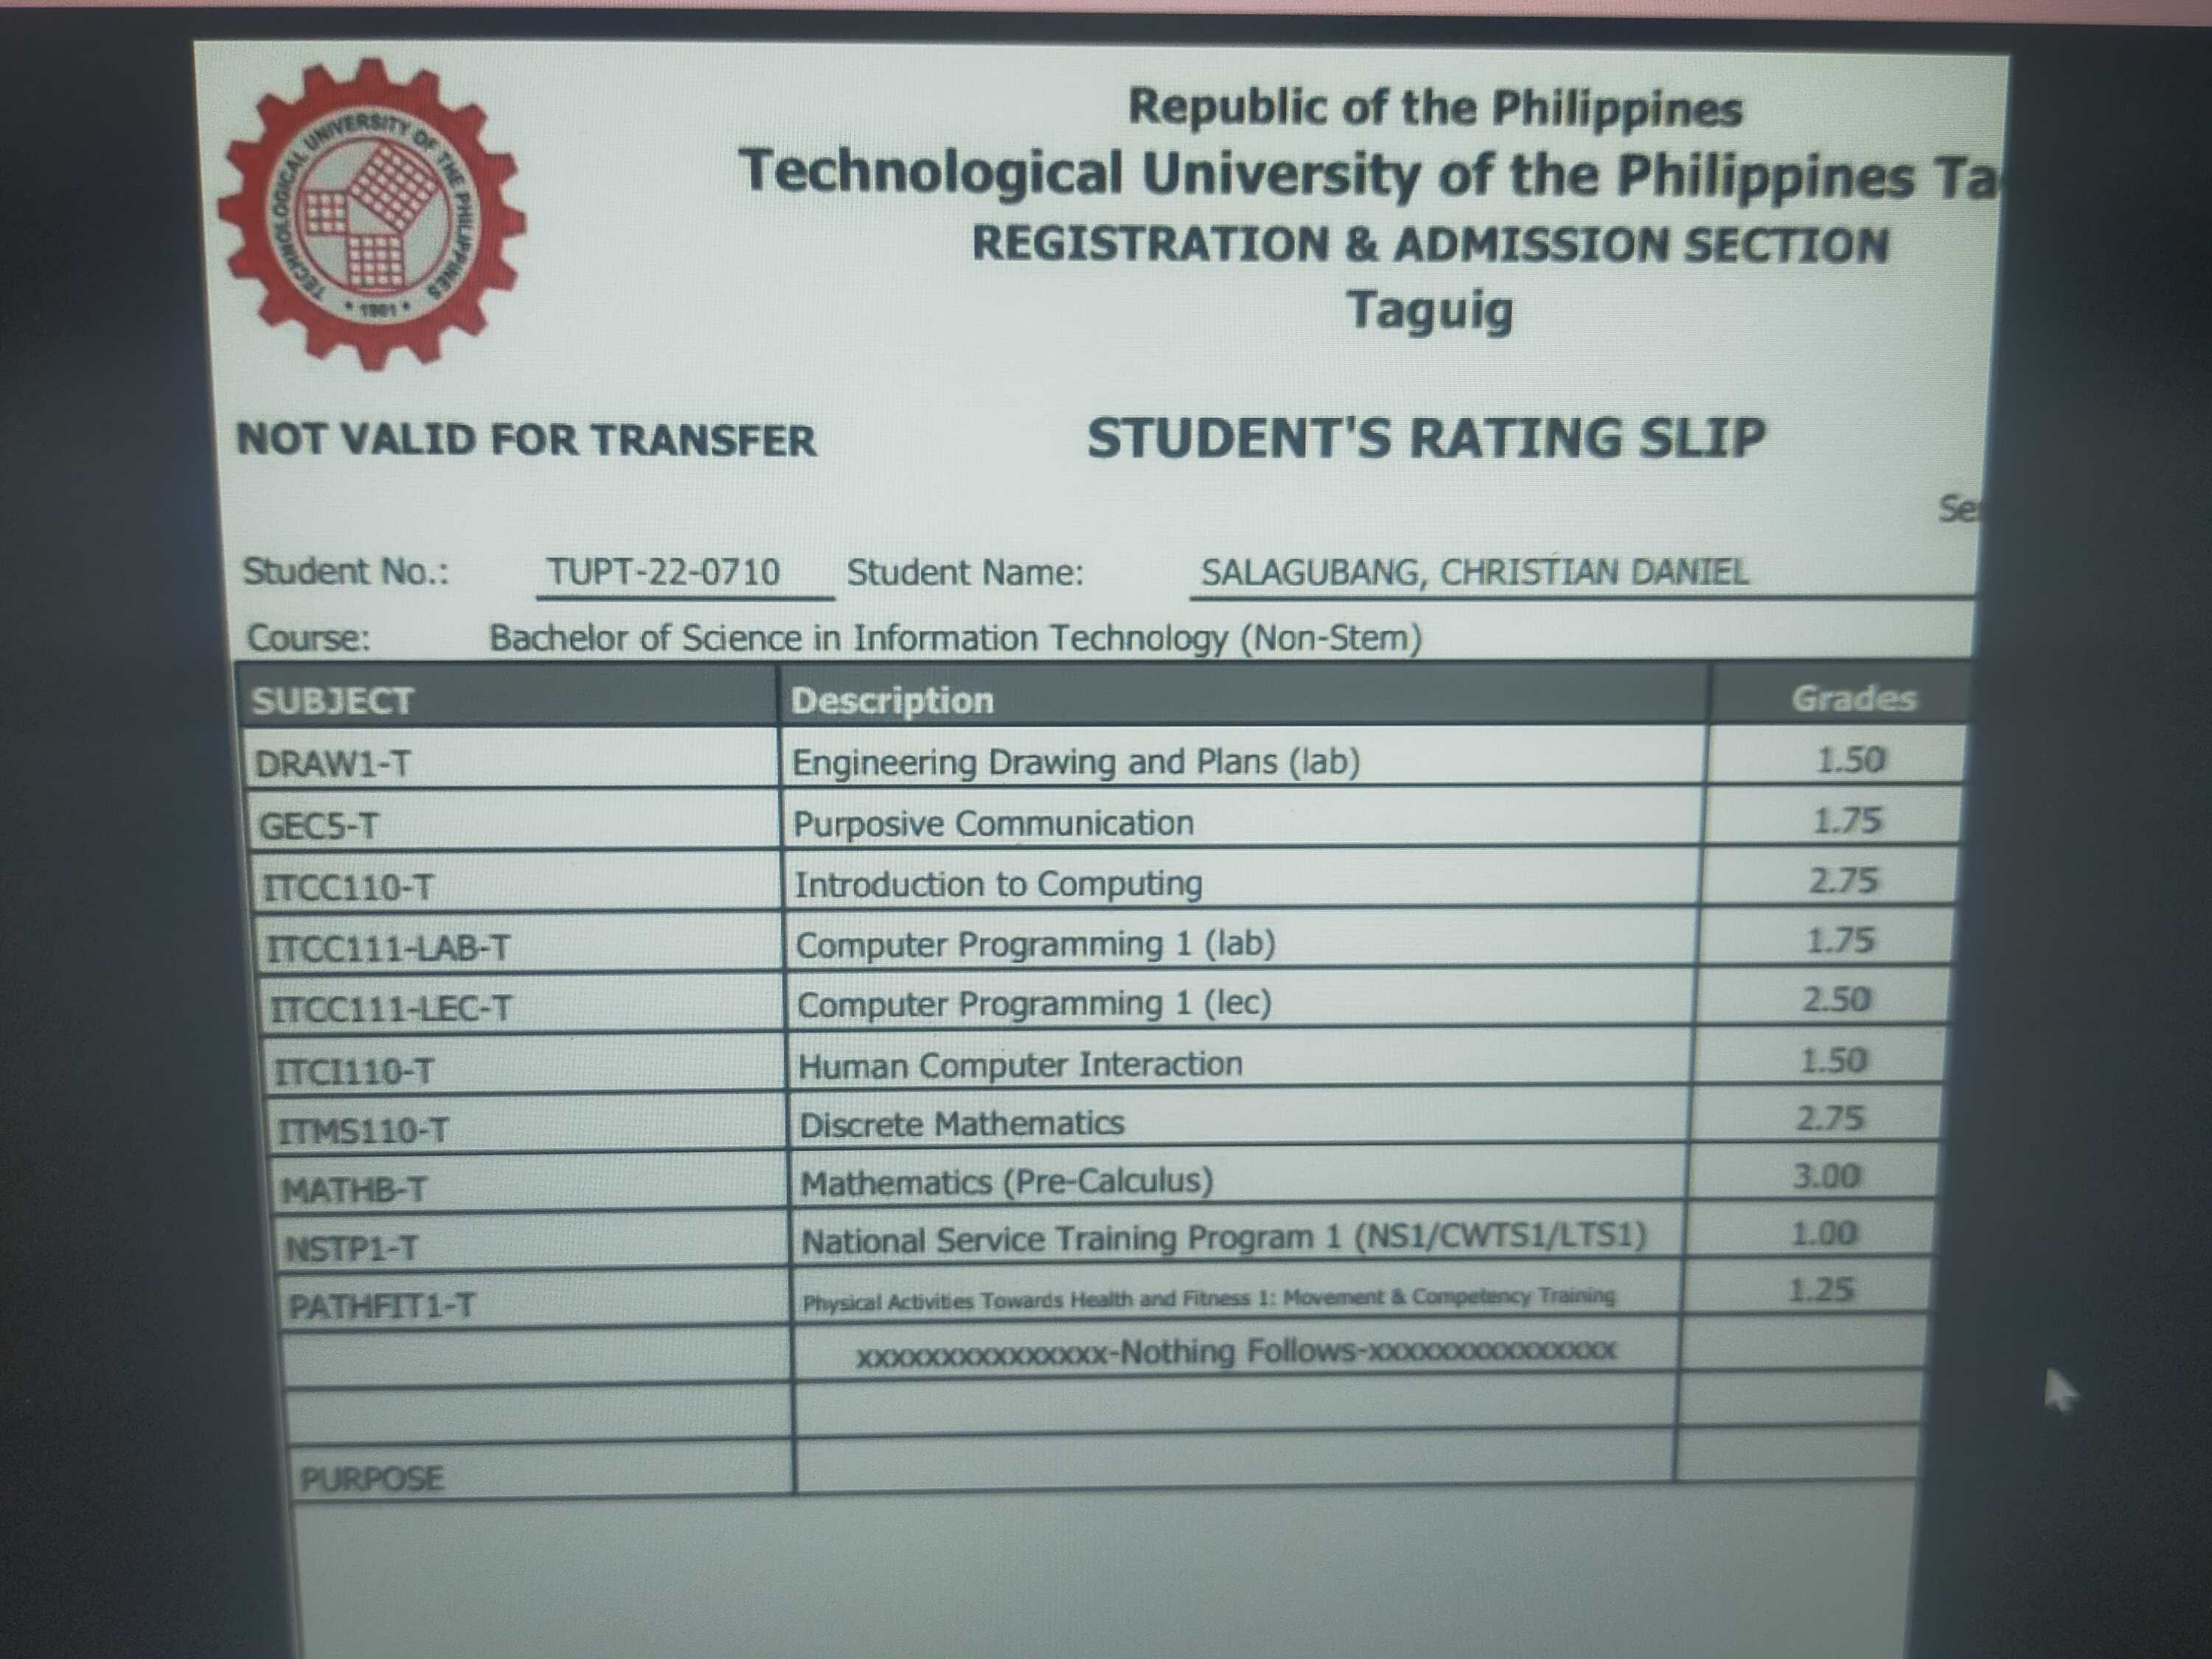 TECHNOLOGICAL UNIVERSITY OF THE PHILIPPINES
* 1901 *
Republic of the Philippines
Technological University of the Philippines Ta
REGISTRATION & ADMISSION SECTION
Taguig
NOT VALID FOR TRANSFER STUDENT'S RATING SLIP
Se
Student No.: TUPT-22-0710 Student Name: SALAGUBANG, CHRISTIAN DANIEL
Course: Bachelor of Science in Information Technology (Non-Stem)
SUBJECT Description Grades
DRAW1-T Engineering Drawing and Plans (lab) 1.50
GEC5-T Purposive Communication 1.75
ITCC110-T Introduction to Computing 2.75
ITCC111-LAB-T Computer Programming 1 (lab) 1.75
ITCC111-LEC-T Computer Programming 1 (lec) 2.50
ITCI110-T Human Computer Interaction 1.50
ITMS110-T Discrete Mathematics 2.75
MATHB-T Mathematics (Pre-Calculus) 3.00
NSTP1-T National Service Training Program 1 (NS1/CWTS1/LTS1) 1.00
PATHFIT1-T Physical Activities Towards Health and Fitness 1: Movement & Competency Training 1.25
xxxxxxxxxxxxxxx-Nothing Follows-xxxxxxxxxxxxxxx
PURPOSE